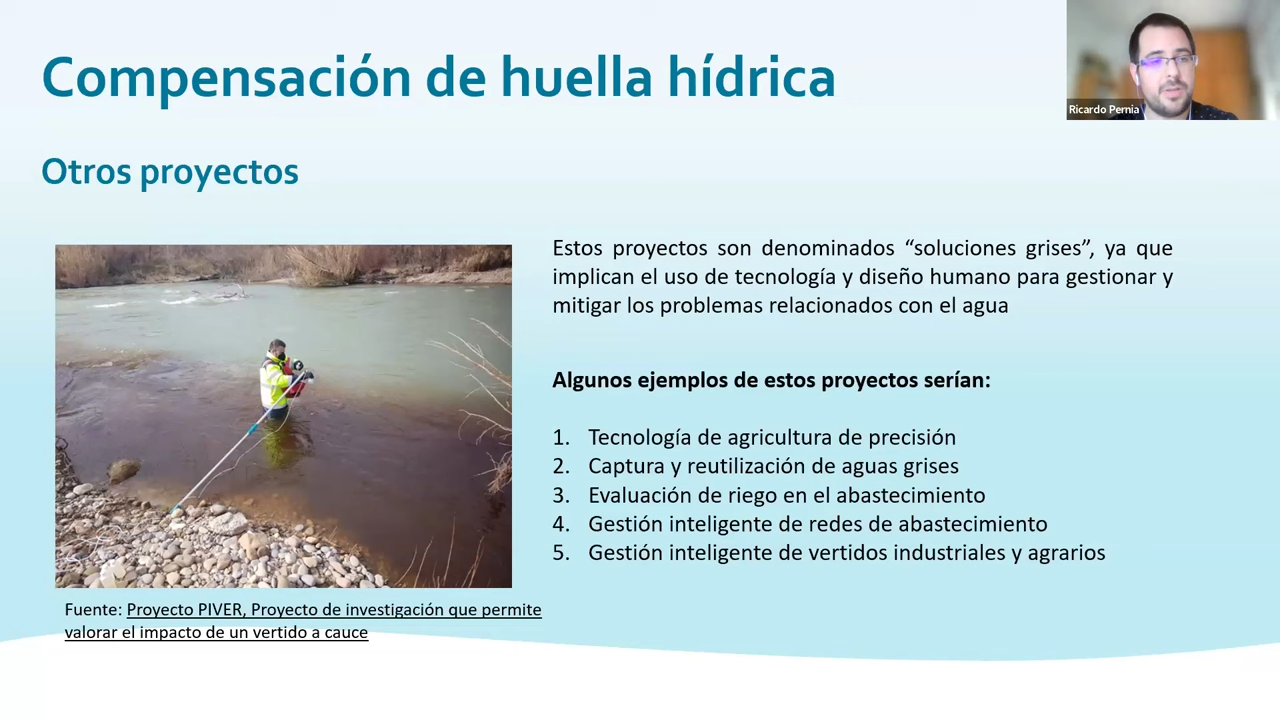 Compensación de huella hídrica
Ricardo Pernia
Otros proyectos
Estos proyectos son denominados “soluciones grises”, ya que
implican el uso de tecnología y diseño humano para gestionar y
mitigar los problemas relacionados con el agua
Algunos ejemplos de estos proyectos serían:
1. Tecnología de agricultura de precisión
2. Captura y reutilización de aguas grises
3. Evaluación de riego en el abastecimiento
4. Gestión inteligente de redes de abastecimiento
5. Gestión inteligente de vertidos industriales y agrarios
Fuente: Proyecto PIVER, Proyecto de investigación que permite
valorar el impacto de un vertido a cauce